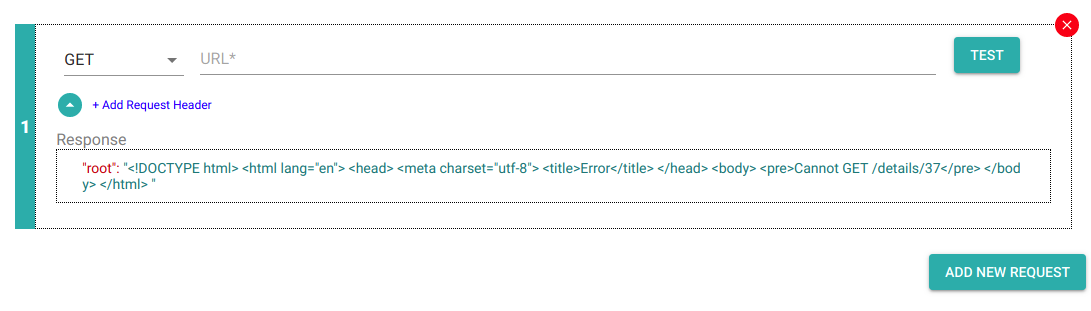 GET
URL*
TEST
1
+ Add Request Header
Response
"root": "<!DOCTYPE html> <html lang="en"> <head> <meta charset="utf-8"> <title>Error</title> </head> <body> <pre>Cannot GET /details/37</pre> </bod
y> </html> "
ADD NEW REQUEST